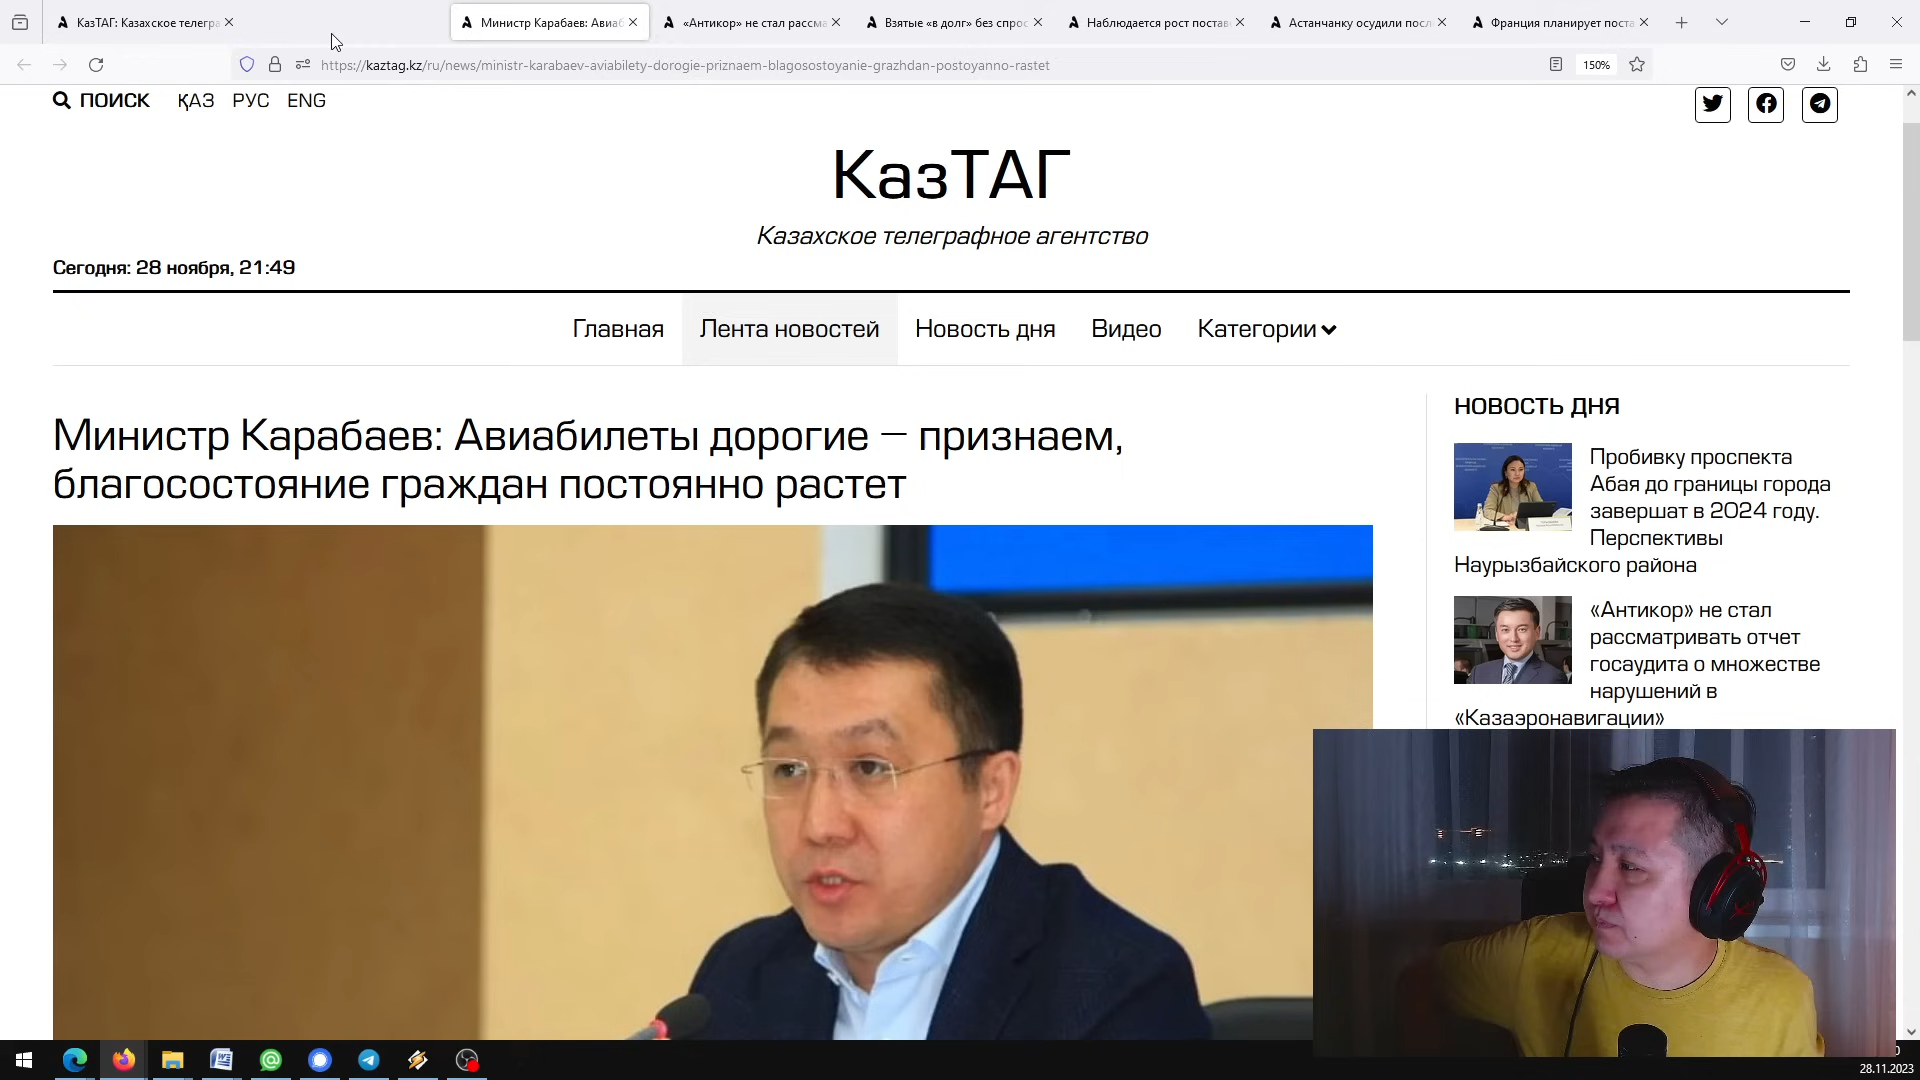 КазТАГ: Казахское телегра
Министр Карабаев: Авиаб
«Антикор» не стал рассма
Взятые «в долг» без спрос
Наблюдается рост постав
Астанчанку осудили посл
Франция планирует поста
https://kaztag.kz/ru/news/ministr-karabaev-aviabilety-dorogie-priznaem-blagosostoyanie-grazhdan-postoyanno-rastet
150%
ПОИСК ҚАЗ РУС ENG
КазТАГ
Казахское телеграфное агентство
Сегодня: 28 ноября, 21:49
Главная
Лента новостей
Новость дня
Видео
Категории
Министр Карабаев: Авиабилеты дорогие – признаем,
благосостояние граждан постоянно растет
НОВОСТЬ ДНЯ
Пробивку проспекта
Абая до границы города
завершат в 2024 году.
Перспективы
Наурызбайского района
«Антикор» не стал
рассматривать отчет
госаудита о множестве
нарушений в
«Казаэронавигации»
28.11.2023